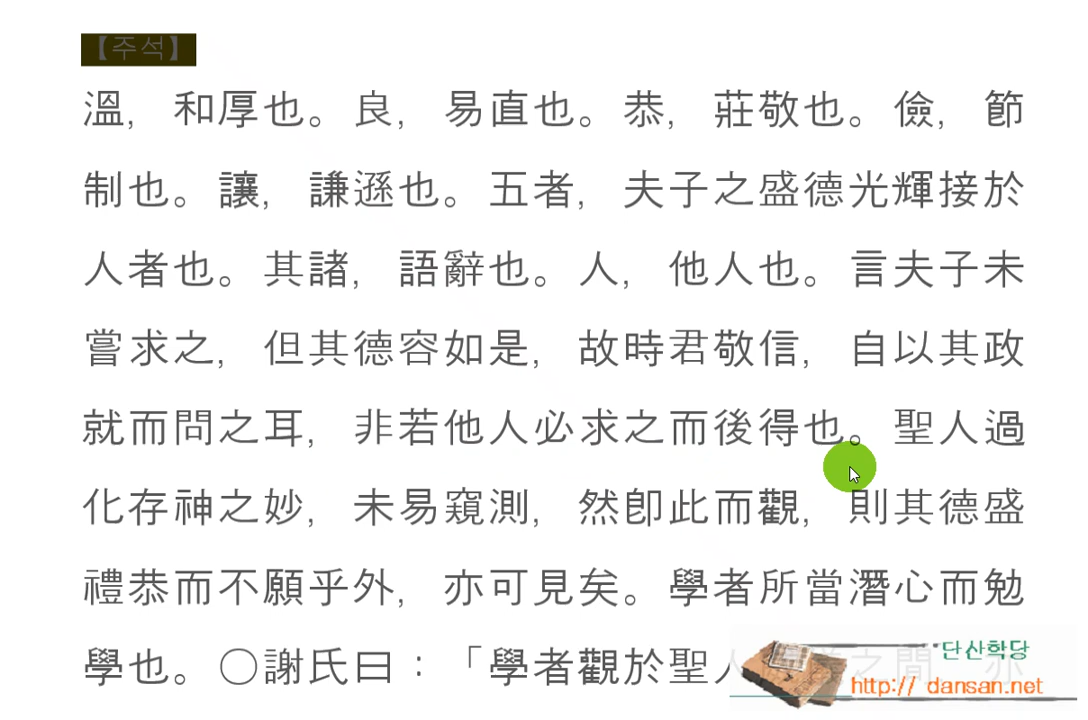 【주석】
溫, 和厚也。良, 易直也。恭, 莊敬也。儉, 節
制也。讓, 謙遜也。五者, 夫子之盛德光輝接於
人者也。其諸, 語辭也。人, 他人也。言夫子未
嘗求之, 但其德容如是, 故時君敬信, 自以其政
就而問之耳, 非若他人必求之而後得也。聖人過
化存神之妙, 未易窺測, 然卽此而觀, 則其德盛
禮恭而不願乎外, 亦可見矣。學者所當潛心而勉
學也。○謝氏曰:「學者觀於聖人 之間, 亦
단산학당
http:// dansan.net